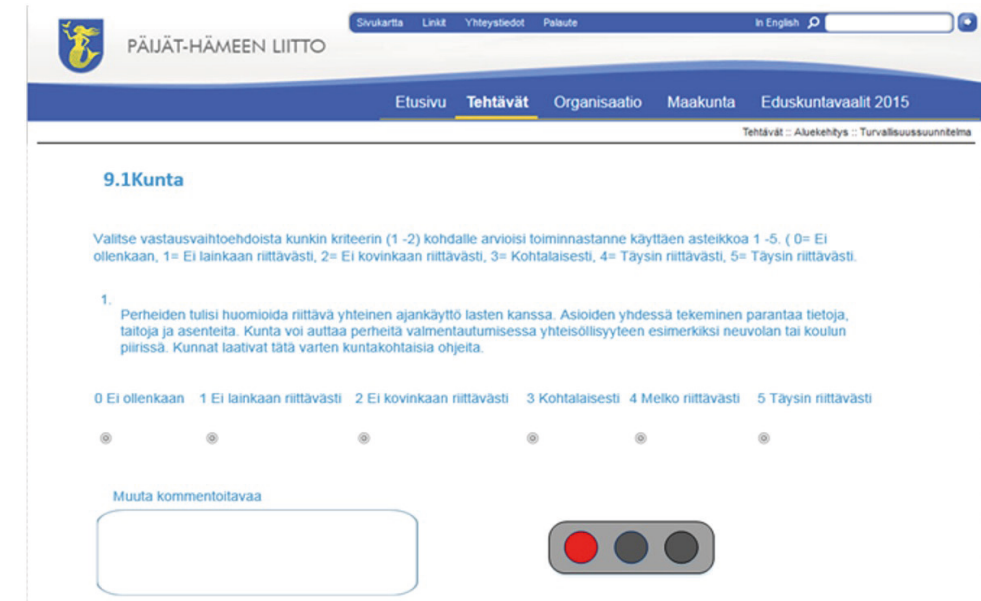 Sivukartta Linkit Yhteystiedot Palaute In English
PÄIJÄT-HÄMEEN LIITTO
Etusivu Tehtävät Organisaatio Maakunta Eduskuntavaalit 2015
Tehtävät :: Aluekehitys :: Turvallisuussuunnitelma
9.1Kunta
Valitse vastausvaihtoehdoista kunkin kriteerin (1 -2) kohdalle arvioisi toiminnastanne käyttäen asteikkoa 1 -5. ( 0= Ei
ollenkaan, 1= Ei lainkaan riittävästi, 2= Ei kovinkaan riittävästi, 3= Kohtalaisesti, 4= Täysin riittävästi, 5= Täysin riittävästi.
1.
Perheiden tulisi huomioida riittävä yhteinen ajankäyttö lasten kanssa. Asioiden yhdessä tekeminen parantaa tietoja,
taitoja ja asenteita. Kunta voi auttaa perheitä valmentautumisessa yhteisöllisyyteen esimerkiksi neuvolan tai koulun
piirissä. Kunnat laativat tätä varten kuntakohtaisia ohjeita.
0 Ei ollenkaan 1 Ei lainkaan riittävästi 2 Ei kovinkaan riittävästi 3 Kohtalaisesti 4 Melko riittävästi 5 Täysin riittävästi
Muuta kommentoitavaa